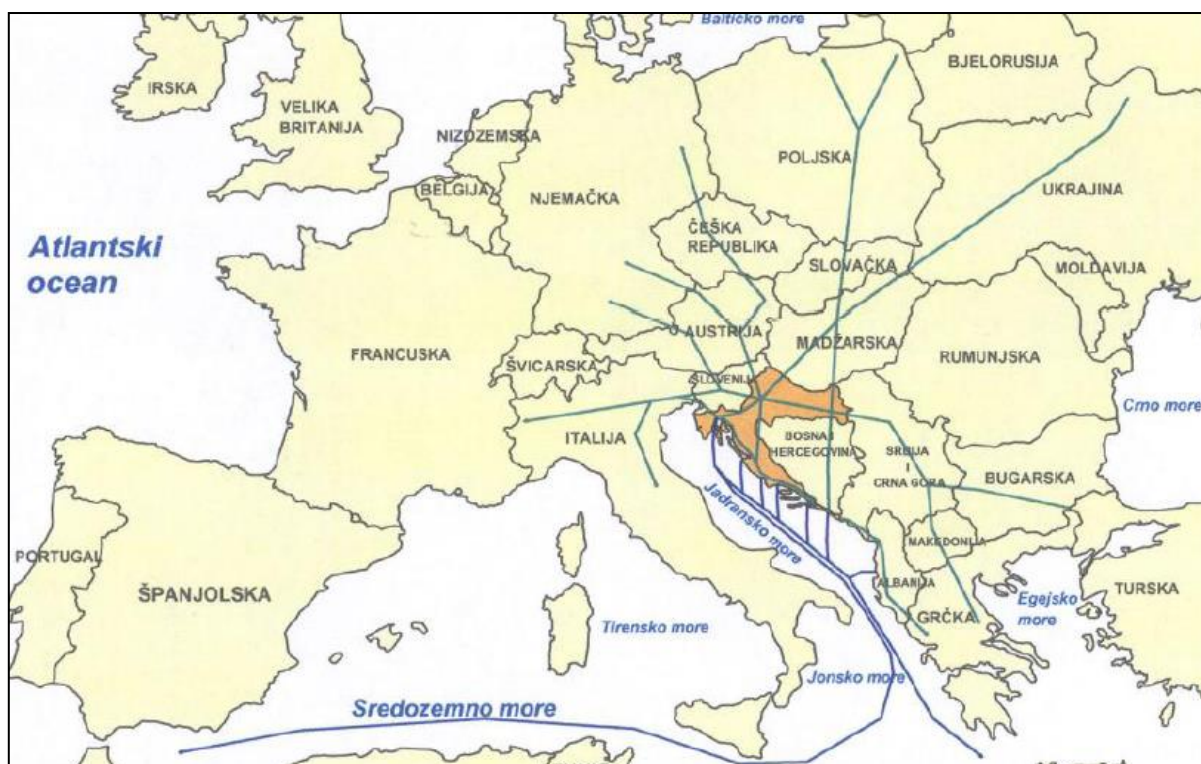 Baltičko more
BJELORUSIJA
IRSKA
VELIKA
BRITANIJA
NIZOZEMSKA
POLJSKA
BELGIJA
NJEMAČKA
UKRAJINA
ČEŠKA
REPUBLIKA
Atlantski
ocean
SLOVAČKA
MOLDAVIJA
AUSTRIJA
FRANCUSKA
MADŽARSKA
RUMUNJSKA
ŠVICARSKA
SLOVENIJ
Crno more
ITALIJA
BOSNA I
HERCEGOVINA
SRBIJA
I
CRNA GORA
BUGARSKA
Jadransko more
MAKEDONIJA
PORTUGAL
ŠPANJOLSKA
ALBANIJA
TURSKA
Egejsko
more
GRČKA
Tirensko more
Jonsko more
Sredozemno more